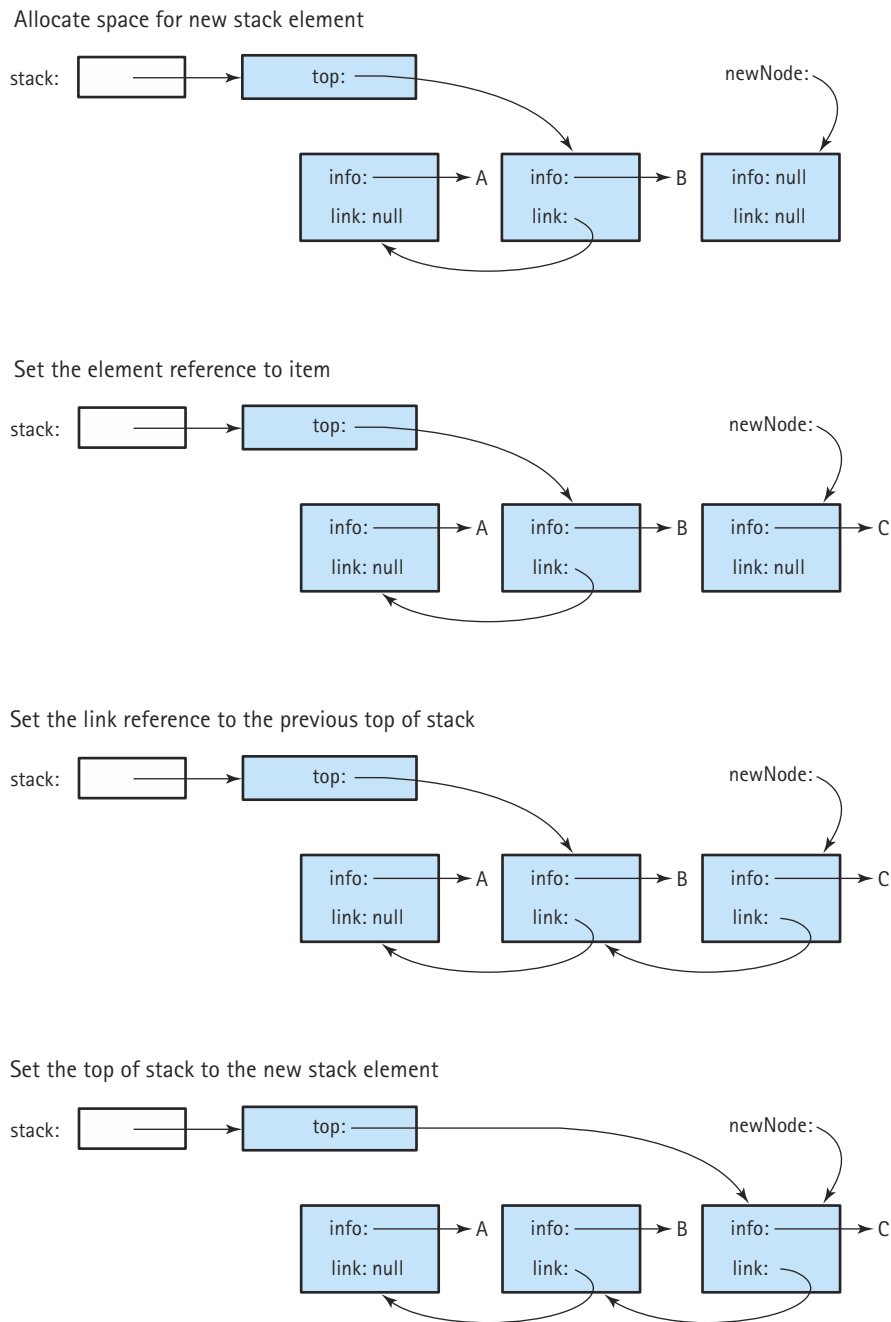 Allocate space for new stack element
stack:
top:
newNode:
info:
A
info:
B
info: null
link: null
link:
link: null
Set the element reference to item
stack:
top:
newNode:
info:
A
info:
B
info:
C
link: null
link:
link: null
Set the link reference to the previous top of stack
stack:
top:
newNode:
info:
A
info:
B
info:
C
link: null
link:
link:
Set the top of stack to the new stack element
stack:
top:
newNode:
info:
A
info:
B
info:
C
link: null
link:
link: